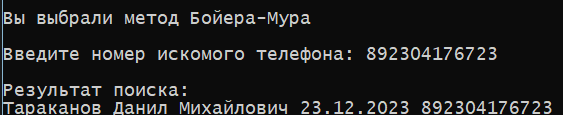 Вы выбрали метод Бойера-Мура
Введите номер искомого телефона: 892304176723
Результат поиска:
Тараканов Данил Михайлович 23.12.2023 892304176723